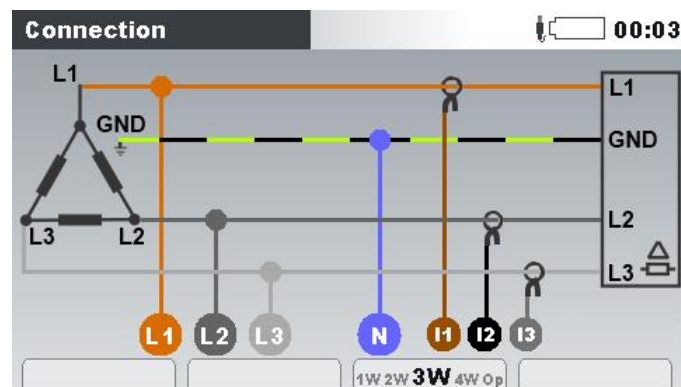 Connection 00:03
L1 L1
GND GND
L3 L2 L2
L3
L1 L2 L3 N I1 I2 I3
1W 2W 3W 4W Op